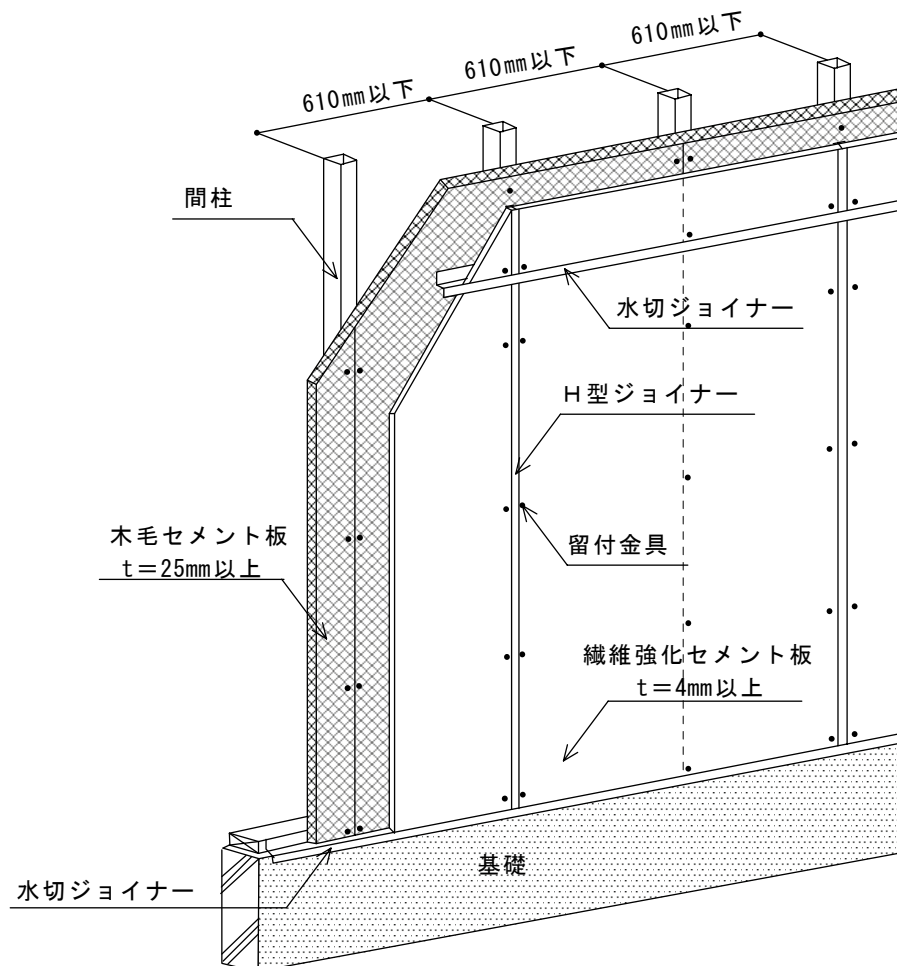 610mm以下
610mm以下
610mm以下
間柱
水切ジョイナー
H型ジョイナー
木毛セメント板
t=25mm以上
留付金具
繊維強化セメント板
t=4mm以上
基礎
水切ジョイナー